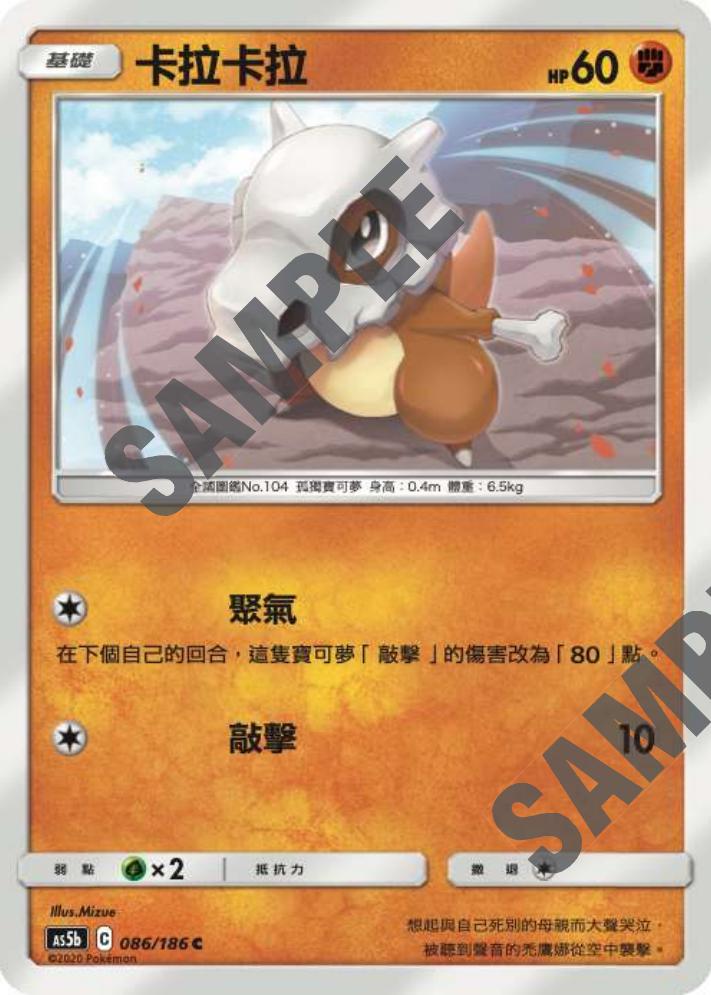 基礎 卡拉卡拉 HP60
全國圖鑑No.104 孤獨寶可夢 身高：0.4m 體重：6.5kg
聚氣
在下個自己的回合，這隻寶可夢「敲擊」的傷害改為「80」點。
敲擊 10
弱點 ×2 抵抗力 撤退
Illus.Mizue
AS5b C 086/186 C
©2020 Pokémon
想起與自己死別的母親而大聲哭泣，
被聽到聲音的禿鷹娜從空中襲擊。
SAMPLE
SAMPLE